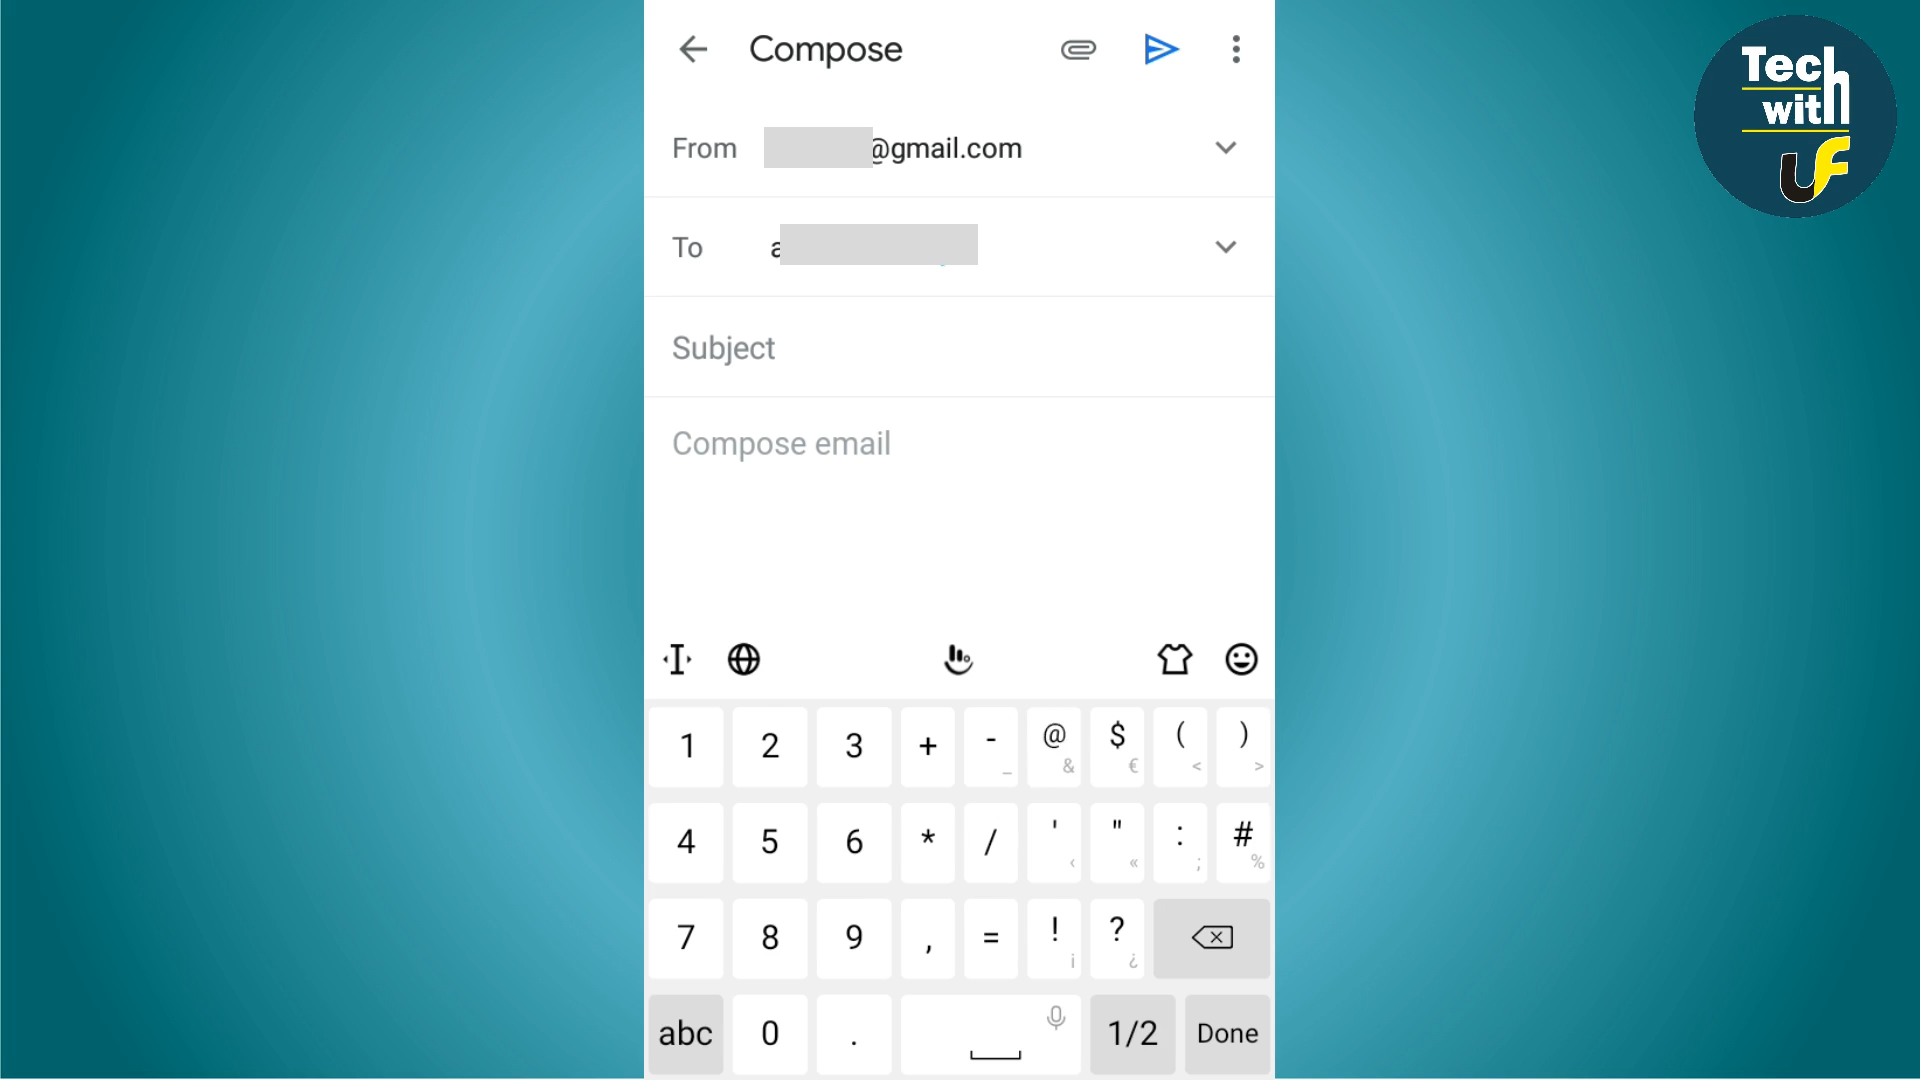 Compose
Tech
with
UF
From @gmail.com
To a
Subject
Compose email
1 2 3 + - _ @ & $ € ( < ) >
4 5 6 * / ' ‹ " « : ; # %
7 8 9 , = ! ¡ ? ¿
abc 0 . 1/2 Done